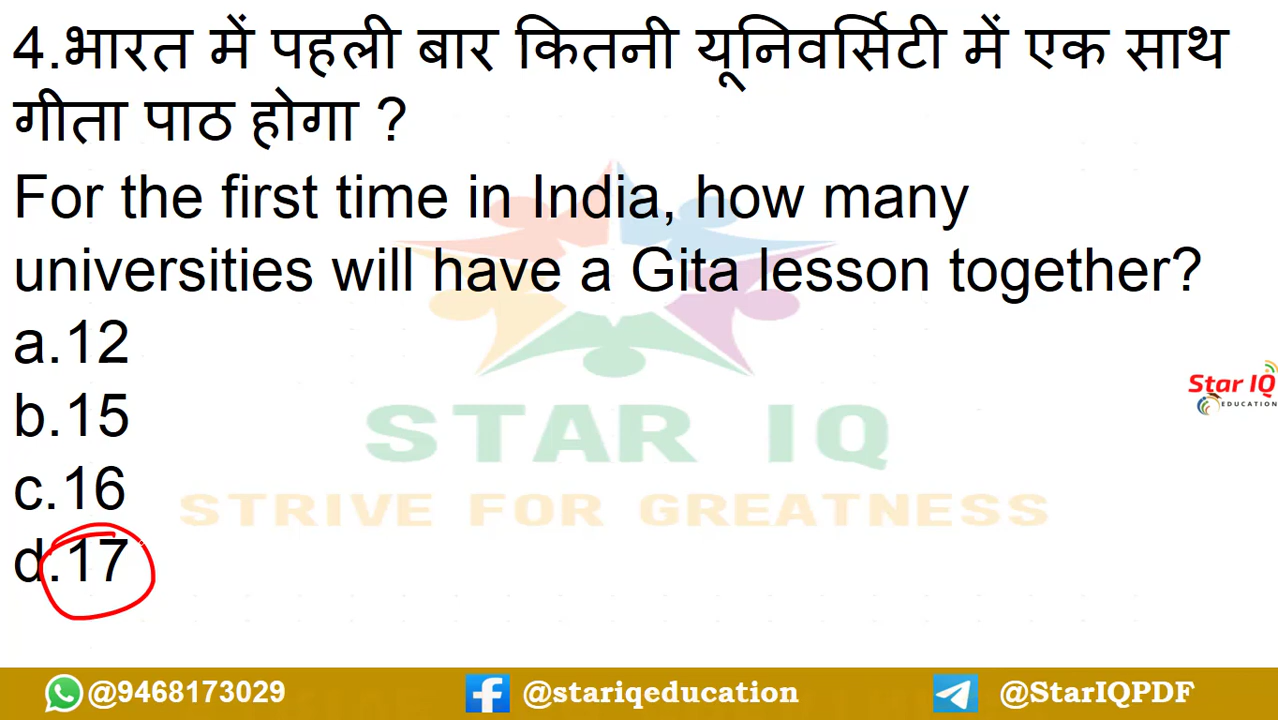 4.भारत में पहली बार कितनी यूनिवर्सिटी में एक साथ
गीता पाठ होगा ?
For the first time in India, how many
universities will have a Gita lesson together?
a.12
b.15
c.16
d.17
STAR IQ
STRIVE FOR GREATNESS
Star IQ
EDUCATION
@9468173029
@stariqeducation
@StarIQPDF